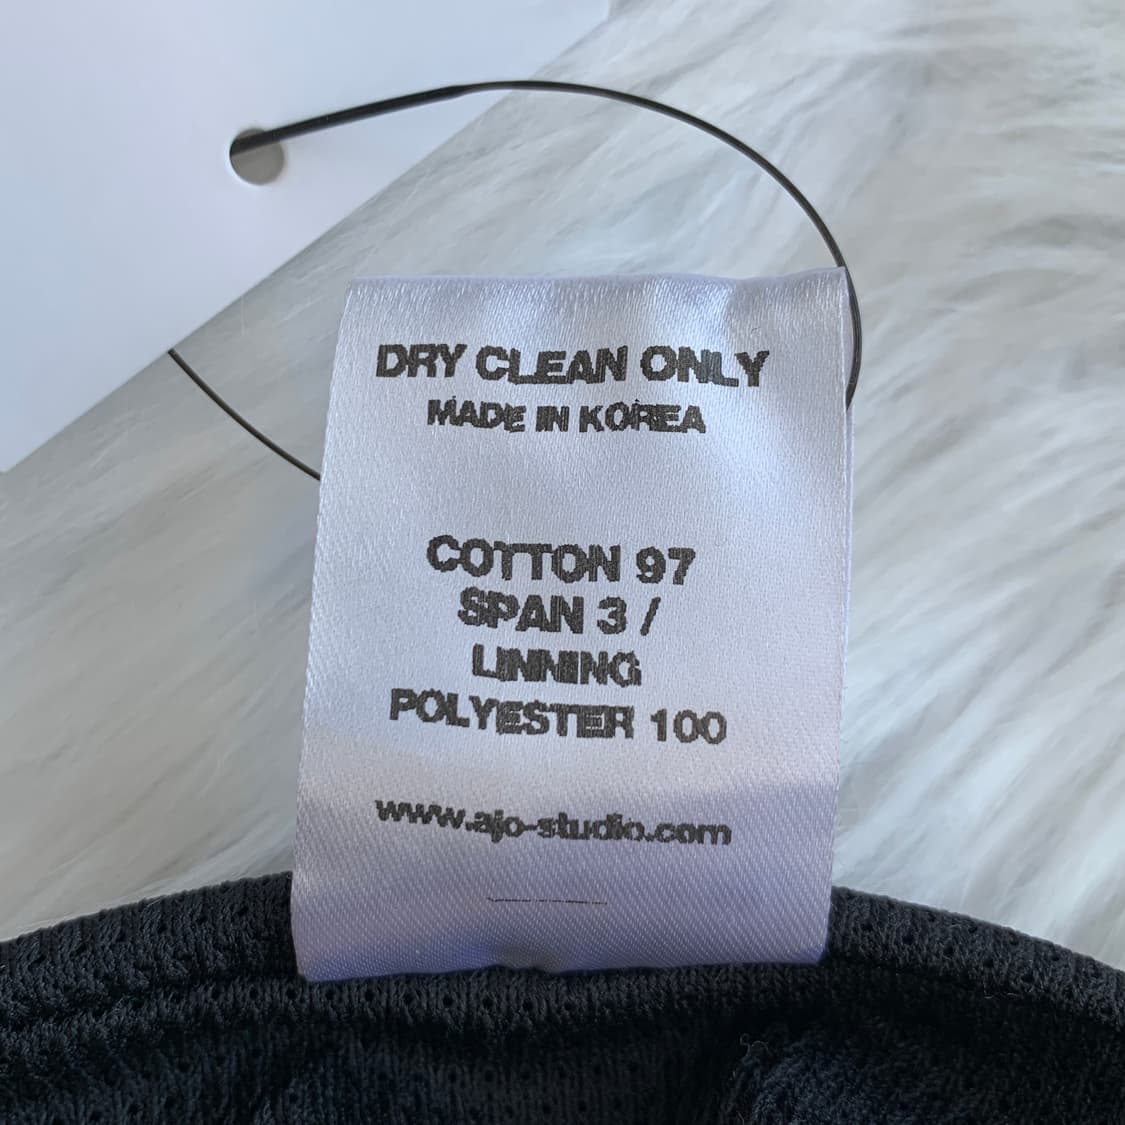 DRY CLEAN ONLY
MADE IN KOREA
COTTON 97
SPAN 3 /
LINNING
POLYESTER 100
www.ajo-studio.com